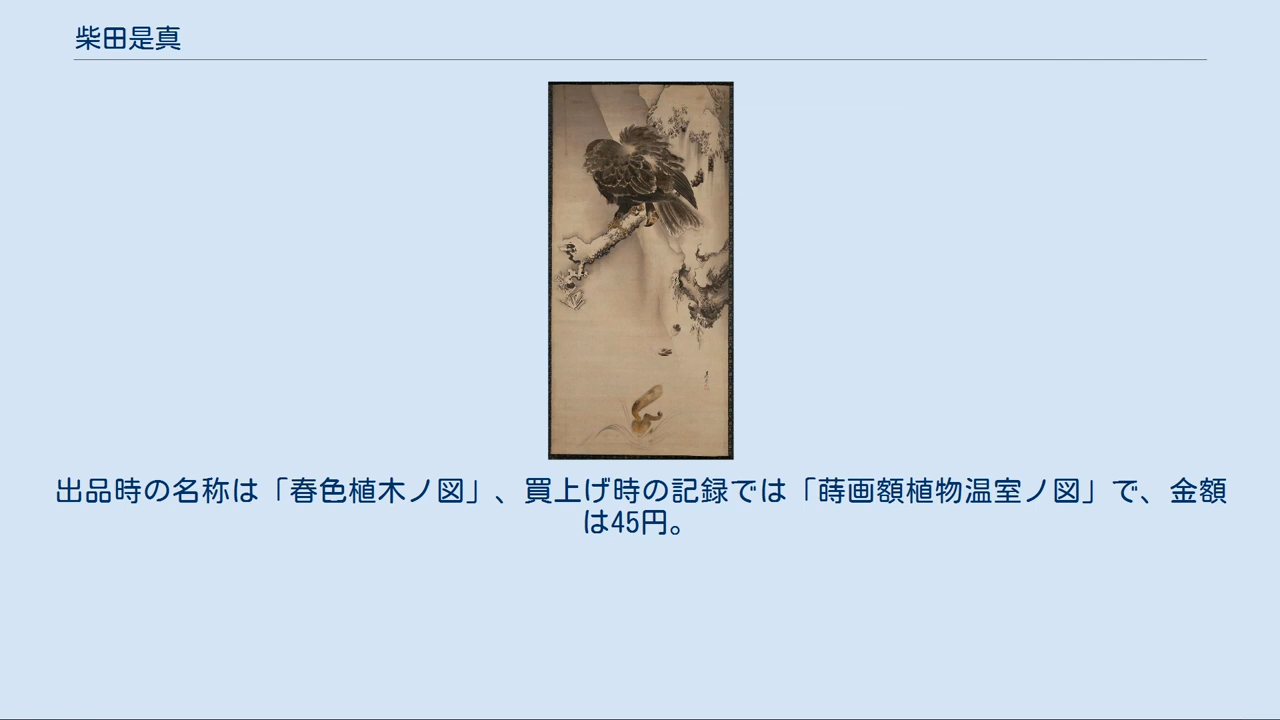 柴田是真
出品時の名称は「春色植木ノ図」、買上げ時の記録では「蒔画額植物温室ノ図」で、金額
は45円。